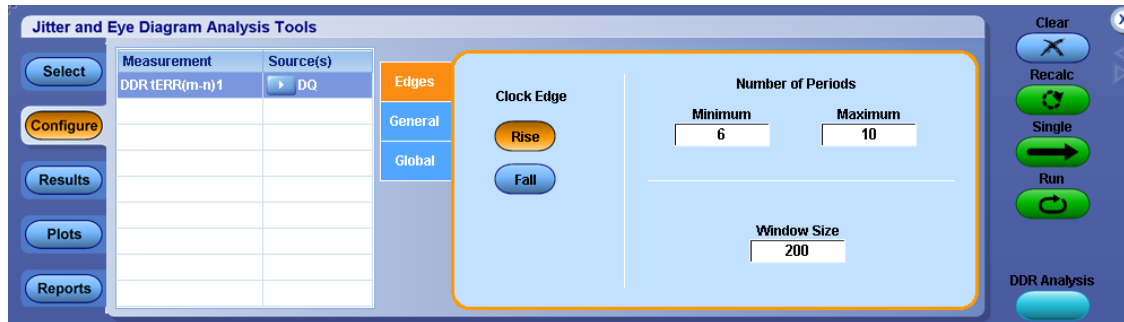 Jitter and Eye Diagram Analysis Tools
Select
Configure
Results
Plots
Reports
Measurement Source(s)
DDR tERR(m-n)1 DQ
Edges
General
Global
Clock Edge
Rise
Fall
Number of Periods
Minimum Maximum
6 10
Window Size
200
Clear
Recalc
Single
Run
DDR Analysis